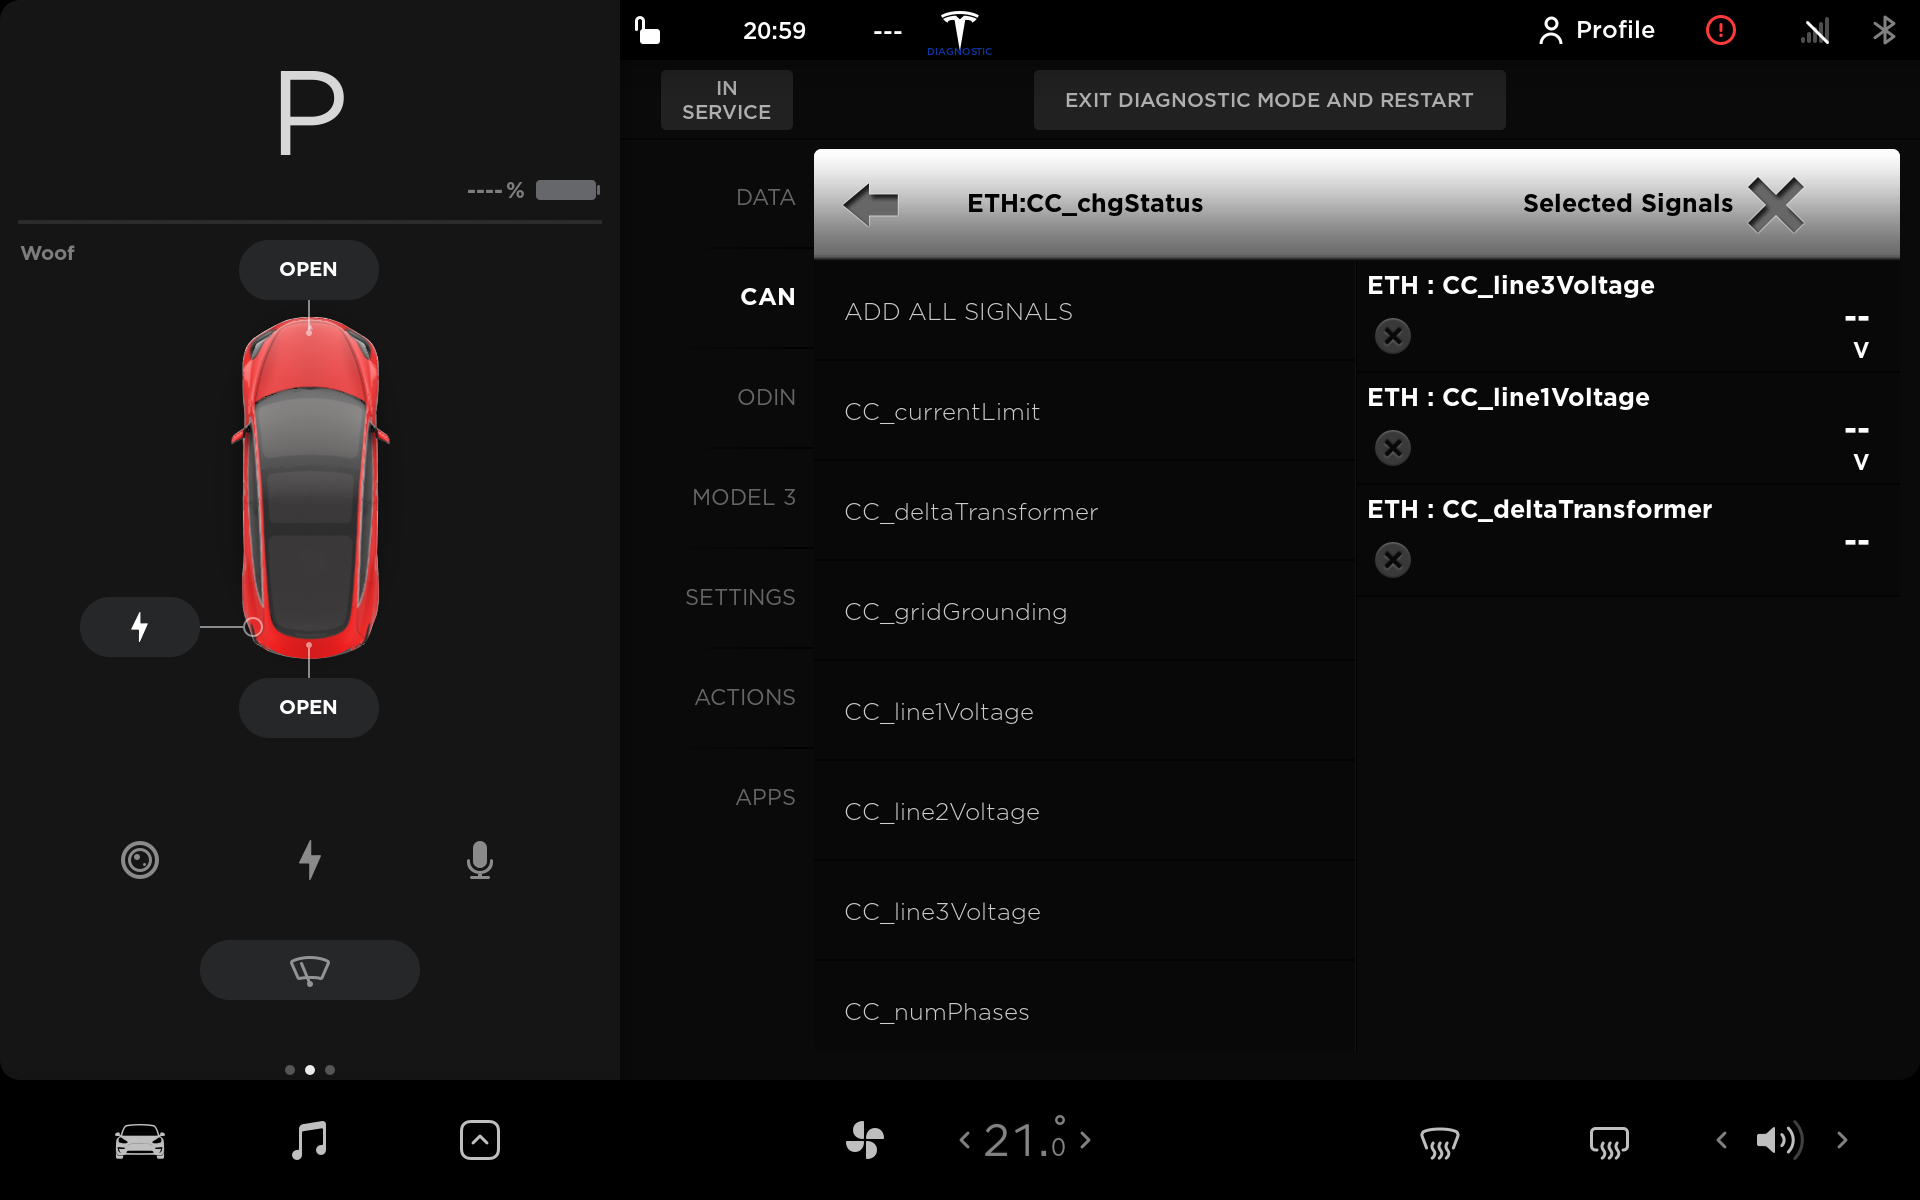 P
----%
Woof
OPEN
OPEN
20:59
---
DIAGNOSTIC
Profile
IN
SERVICE
EXIT DIAGNOSTIC MODE AND RESTART
DATA
CAN
ODIN
MODEL 3
SETTINGS
ACTIONS
APPS
ETH:CC_chgStatus
Selected Signals
ADD ALL SIGNALS
CC_currentLimit
CC_deltaTransformer
CC_gridGrounding
CC_line1Voltage
CC_line2Voltage
CC_line3Voltage
CC_numPhases
ETH : CC_line3Voltage
--
V
ETH : CC_line1Voltage
--
V
ETH : CC_deltaTransformer
--
21.0°